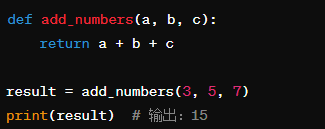 def add_numbers(a, b, c):
    return a + b + c

result = add_numbers(3, 5, 7)
print(result)  # 输出：15